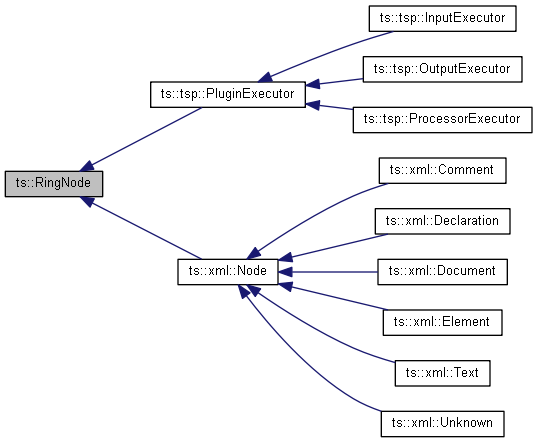 ts::tsp::InputExecutor
ts::tsp::OutputExecutor
ts::tsp::PluginExecutor
ts::tsp::ProcessorExecutor
ts::RingNode
ts::xml::Comment
ts::xml::Declaration
ts::xml::Node
ts::xml::Document
ts::xml::Element
ts::xml::Text
ts::xml::Unknown